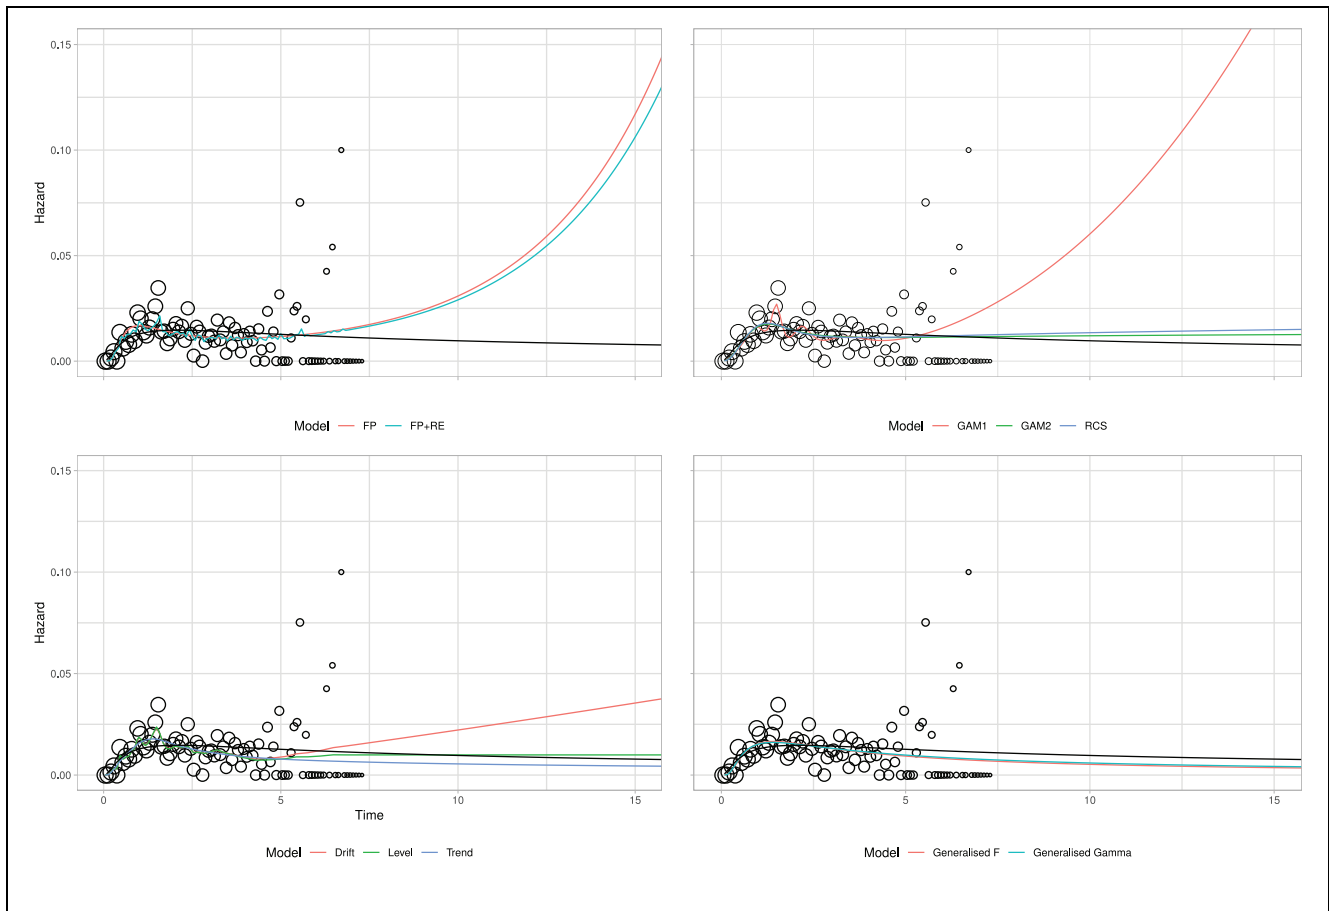 0.15
0.10
0.05
0.00
Hazard
Model FP FP+RE
Model GAM1 GAM2 RCS
0.15
0.10
0.05
0.00
Hazard
0 5 10 15
0 5 10 15
Time
Model Drift Level Trend
Model Generalised F Generalised Gamma